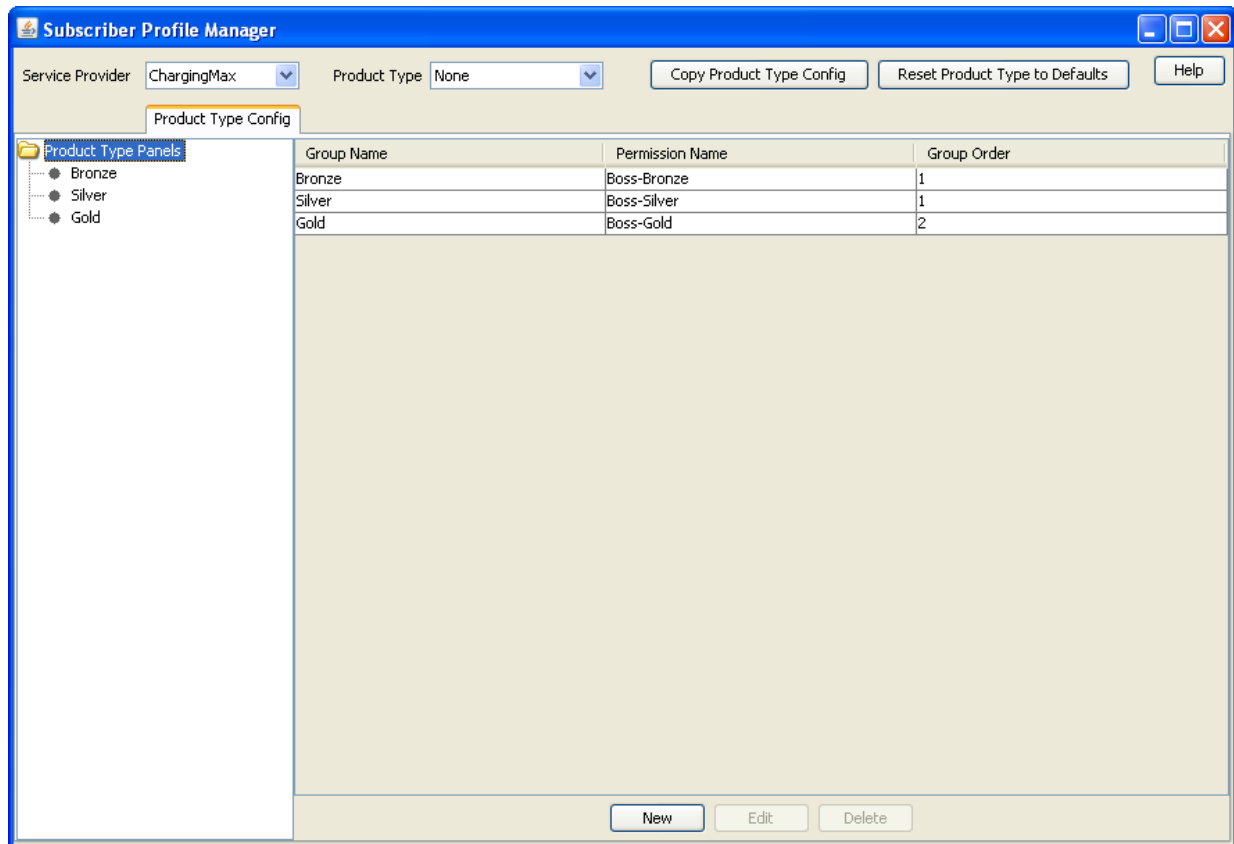 Subscriber Profile Manager
Service Provider ChargingMax Product Type None Copy Product Type Config Reset Product Type to Defaults Help
Product Type Config
Product Type Panels
Bronze
Silver
Gold
Group Name Permission Name Group Order
Bronze Boss-Bronze 1
Silver Boss-Silver 1
Gold Boss-Gold 2
New Edit Delete